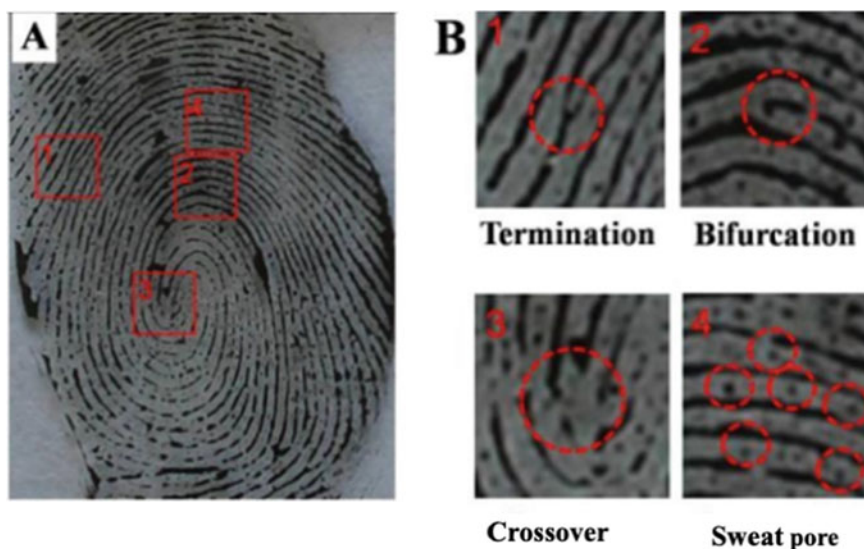 A
1
4
2
3
B
1
2
Termination
Bifurcation
3
4
Crossover
Sweat pore